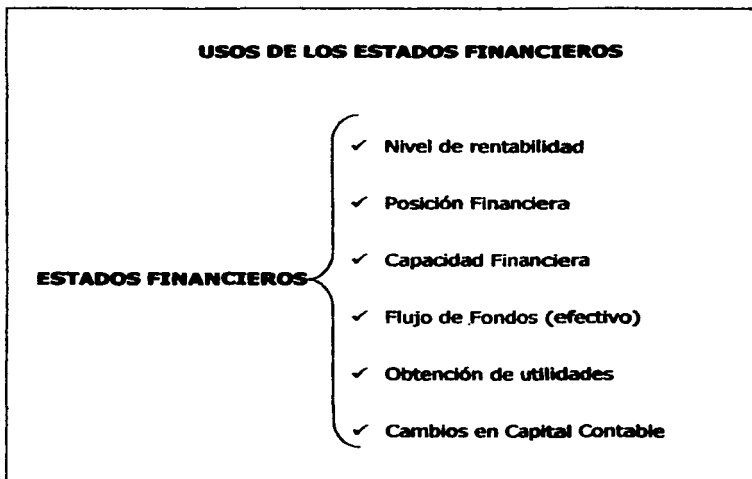 USOS DE LOS ESTADOS FINANCIEROS
✓ Nivel de rentabilidad
✓ Posición Financiera
✓ Capacidad Financiera
ESTADOS FINANCIEROS
✓ Flujo de Fondos (efectivo)
✓ Obtención de utilidades
✓ Cambios en Capital Contable